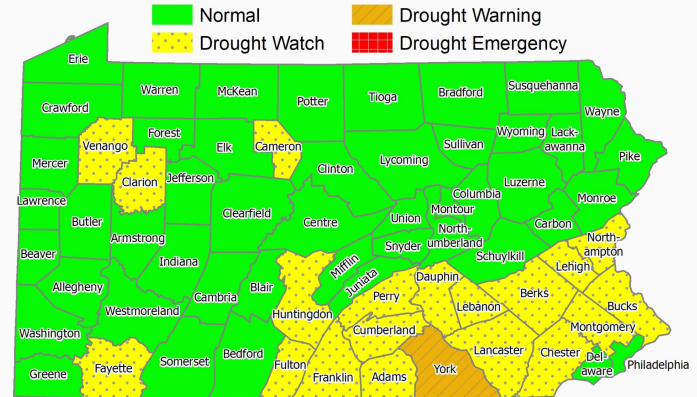 Normal
Drought Warning
Drought Watch
Drought Emergency
Erie
Warren
McKean
Potter
Tioga
Bradford
Susquehanna
Crawford
Wayne
Venango
Forest
Elk
Cameron
Wyoming
Lack-
awanna
Sullivan
Mercer
Clarion
Jefferson
Clinton
Lycoming
Pike
Luzerne
Lawrence
Columbia
Monroe
Butler
Clearfield
Centre
Union
Montour
Carbon
Armstrong
North-
umberland
North-
ampton
Beaver
Indiana
Snyder
Schuylkill
Lehigh
Allegheny
Cambria
Blair
Mifflin
Juniata
Dauphin
Perry
Berks
Westmoreland
Huntingdon
Lebanon
Bucks
Washington
Cumberland
Montgomery
Greene
Fayette
Somerset
Bedford
Fulton
Franklin
Adams
York
Lancaster
Chester
Del-
aware
Philadelphia